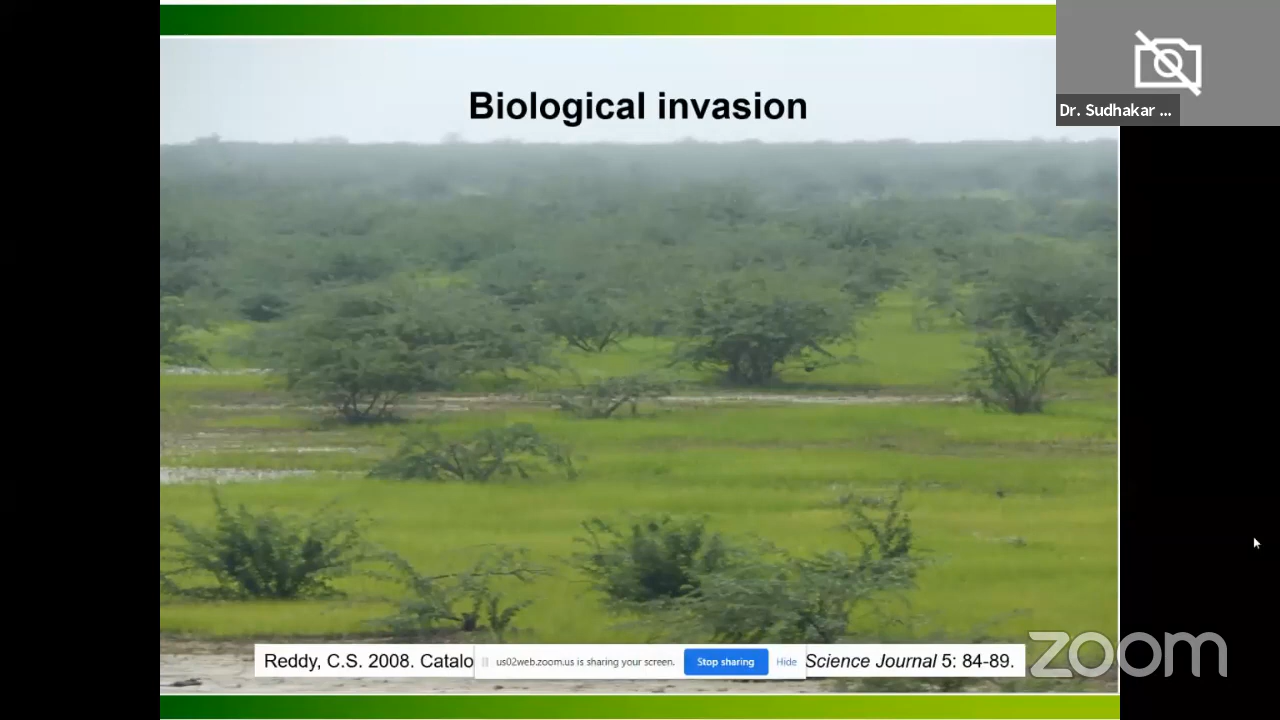 Biological invasion
Dr. Sudhakar ...
Reddy, C.S. 2008. Catalo
us02web.zoom.us is sharing your screen.
Stop sharing
Hide
Science Journal 5: 84-89.
zoom